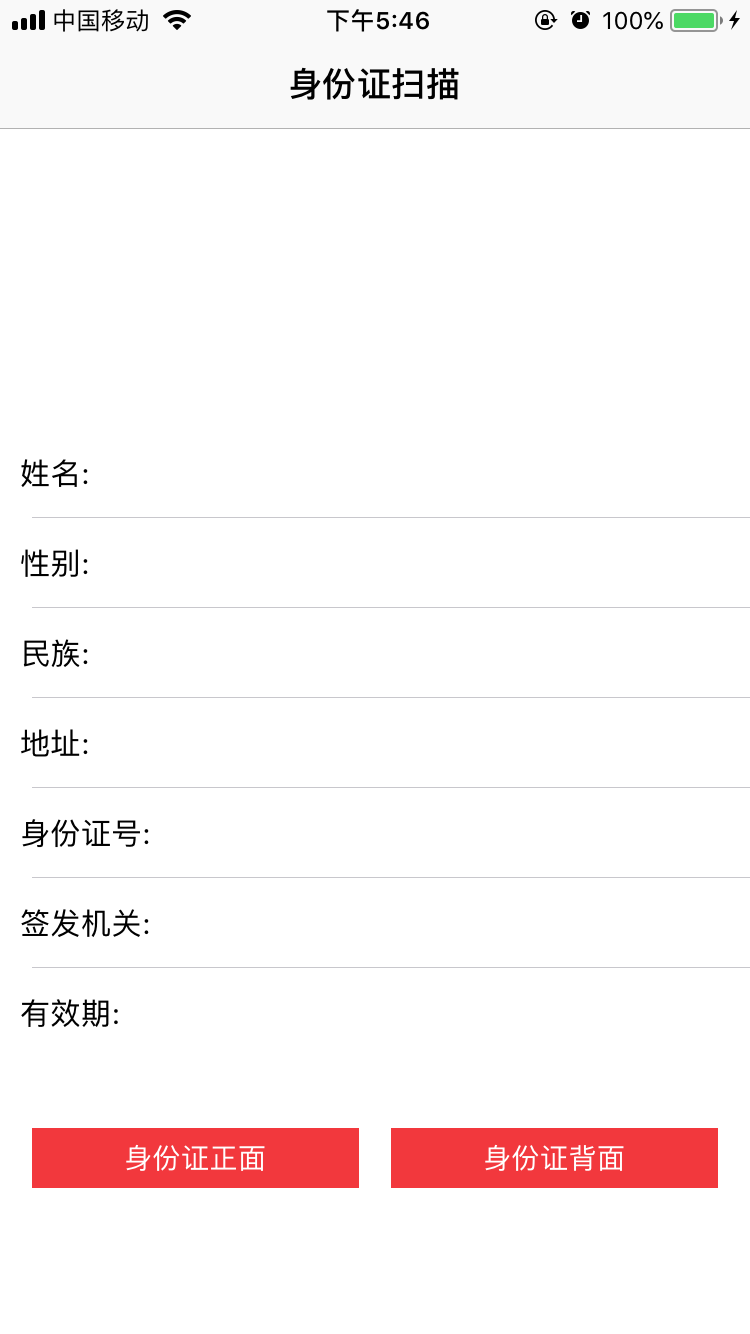 中国移动 下午5:46 100%
身份证扫描
姓名:
性别:
民族:
地址:
身份证号:
签发机关:
有效期:
身份证正面 身份证背面